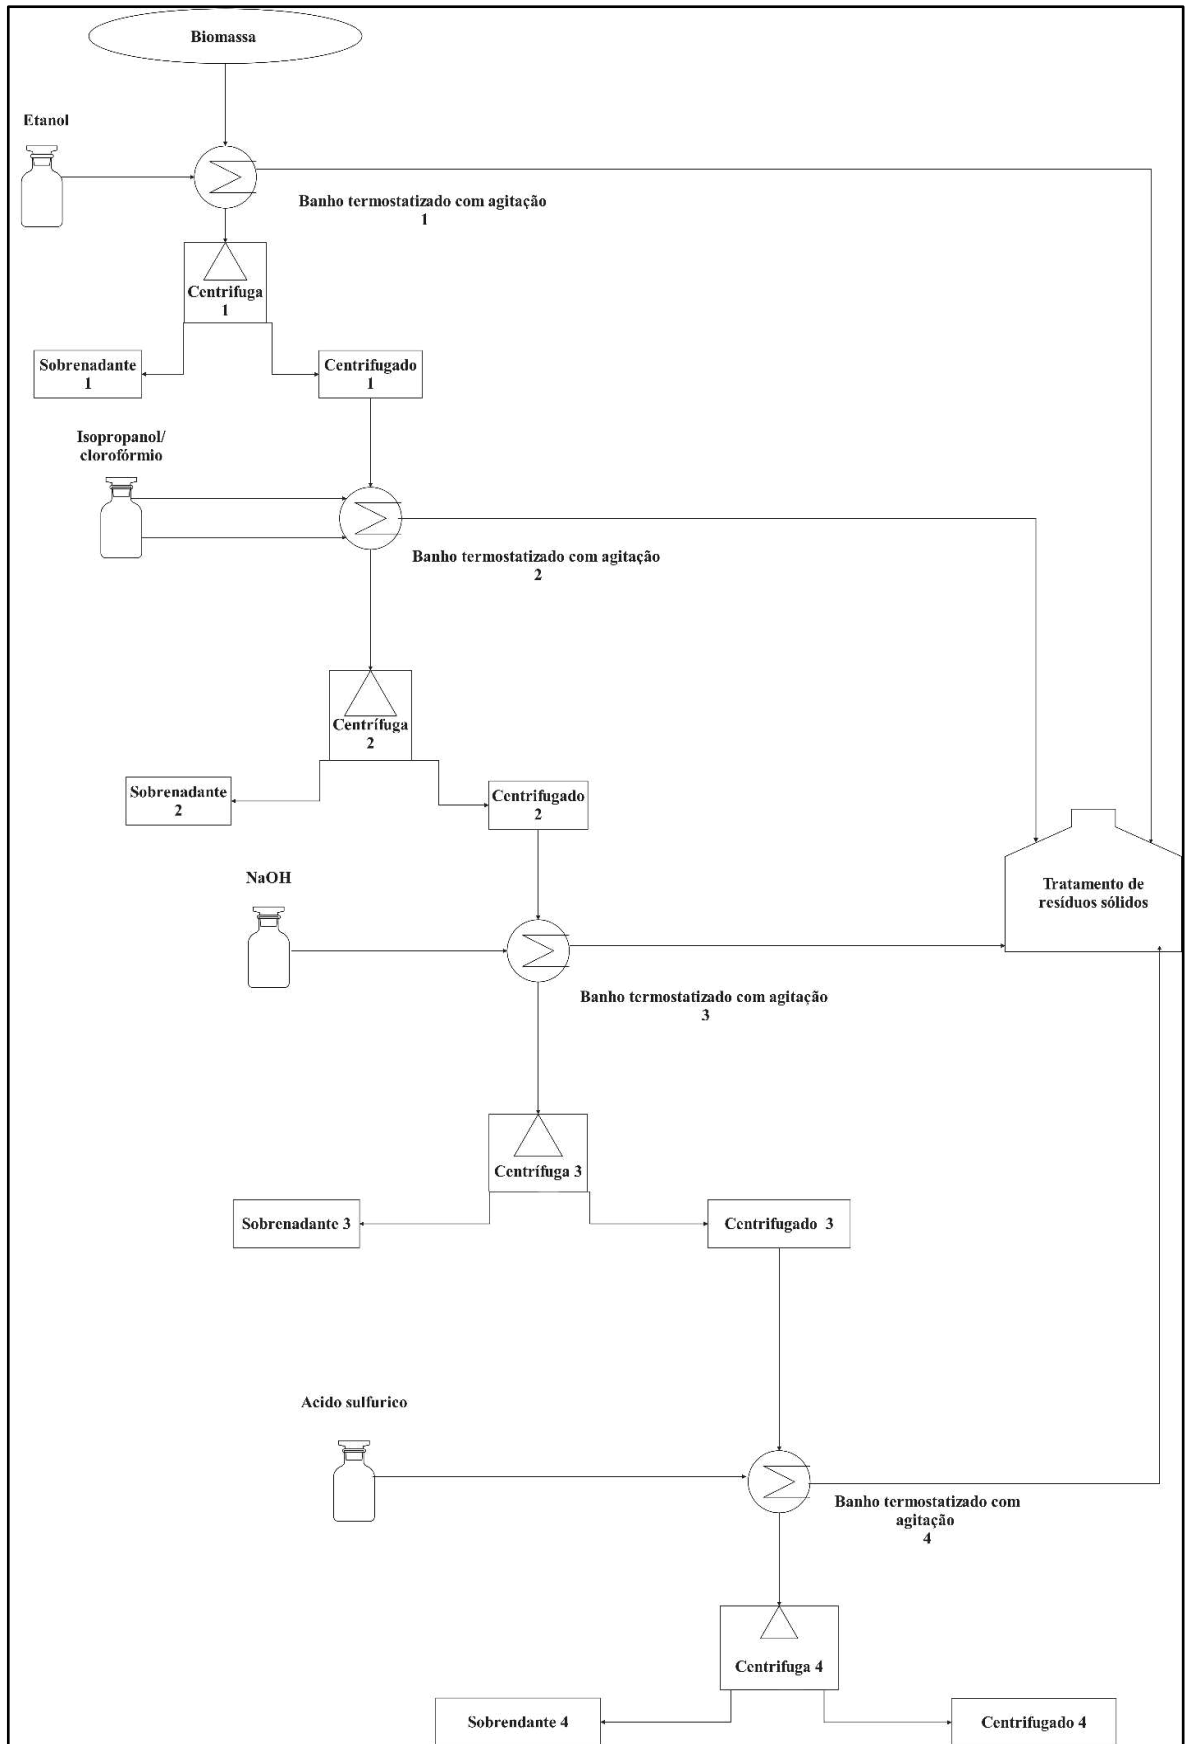 Biomassa
Etanol
Banho termostatizado com agitação
1
Centrifuga
1
Sobrenadante
1
Centrifugado
1
Isopropanol/
clorofórmio
Banho termostatizado com agitação
2
Centrífuga
2
Sobrenadante
2
Centrifugado
2
NaOH
Tratamento de
resíduos sólidos
Banho termostatizado com agitação
3
Centrífuga 3
Sobrenadante 3
Centrifugado 3
Acido sulfurico
Banho termostatizado com
agitação
4
Centrifuga 4
Sobrendante 4
Centrifugado 4